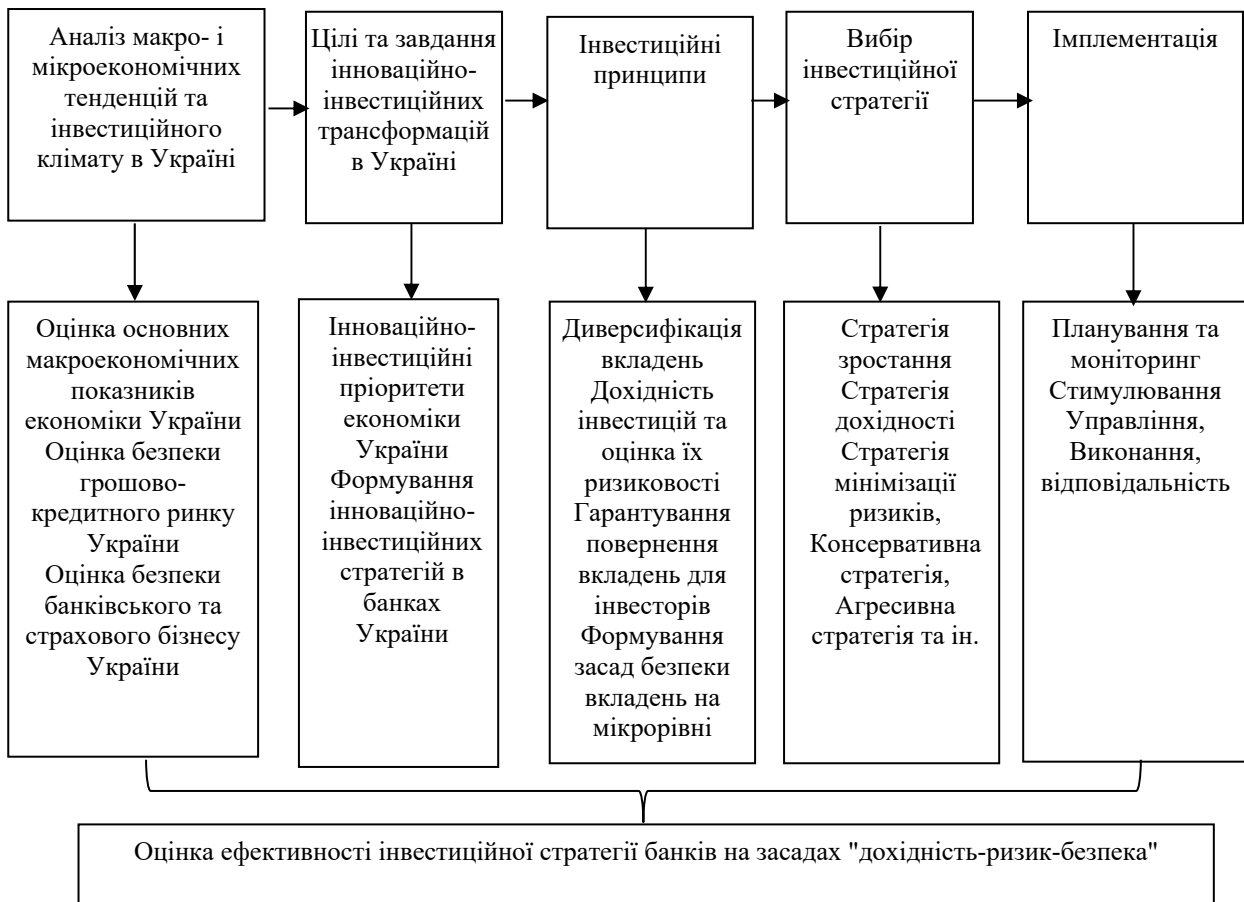 Аналіз макро- і
мікроекономічних
тенденцій та
інвестиційного
клімату в Україні
Цілі та завдання
інноваційно-
інвестиційних
трансформацій
в Україні
Інвестиційні
принципи
Вибір
інвестиційної
стратегії
Імплементація
Оцінка основних
макроекономічних
показників
економіки України
Оцінка безпеки
грошово-
кредитного ринку
України
Оцінка безпеки
банківського та
страхового бізнесу
України
Інноваційно-
інвестиційні
пріоритети
економіки
України
Формування
інноваційно-
інвестиційних
стратегій в
банках
України
Диверсифікація
вкладень
Дохідність
інвестицій та
оцінка їх
ризиковості
Гарантування
повернення
вкладень для
інвесторів
Формування
засад безпеки
вкладень на
мікрорівні
Стратегія
зростання
Стратегія
дохідності
Стратегія
мінімізації
ризиків,
Консервативна
стратегія,
Агресивна
стратегія та ін.
Планування та
моніторинг
Стимулювання
Управління,
Виконання,
відповідальність
Оцінка ефективності інвестиційної стратегії банків на засадах "дохідність-ризик-безпека"